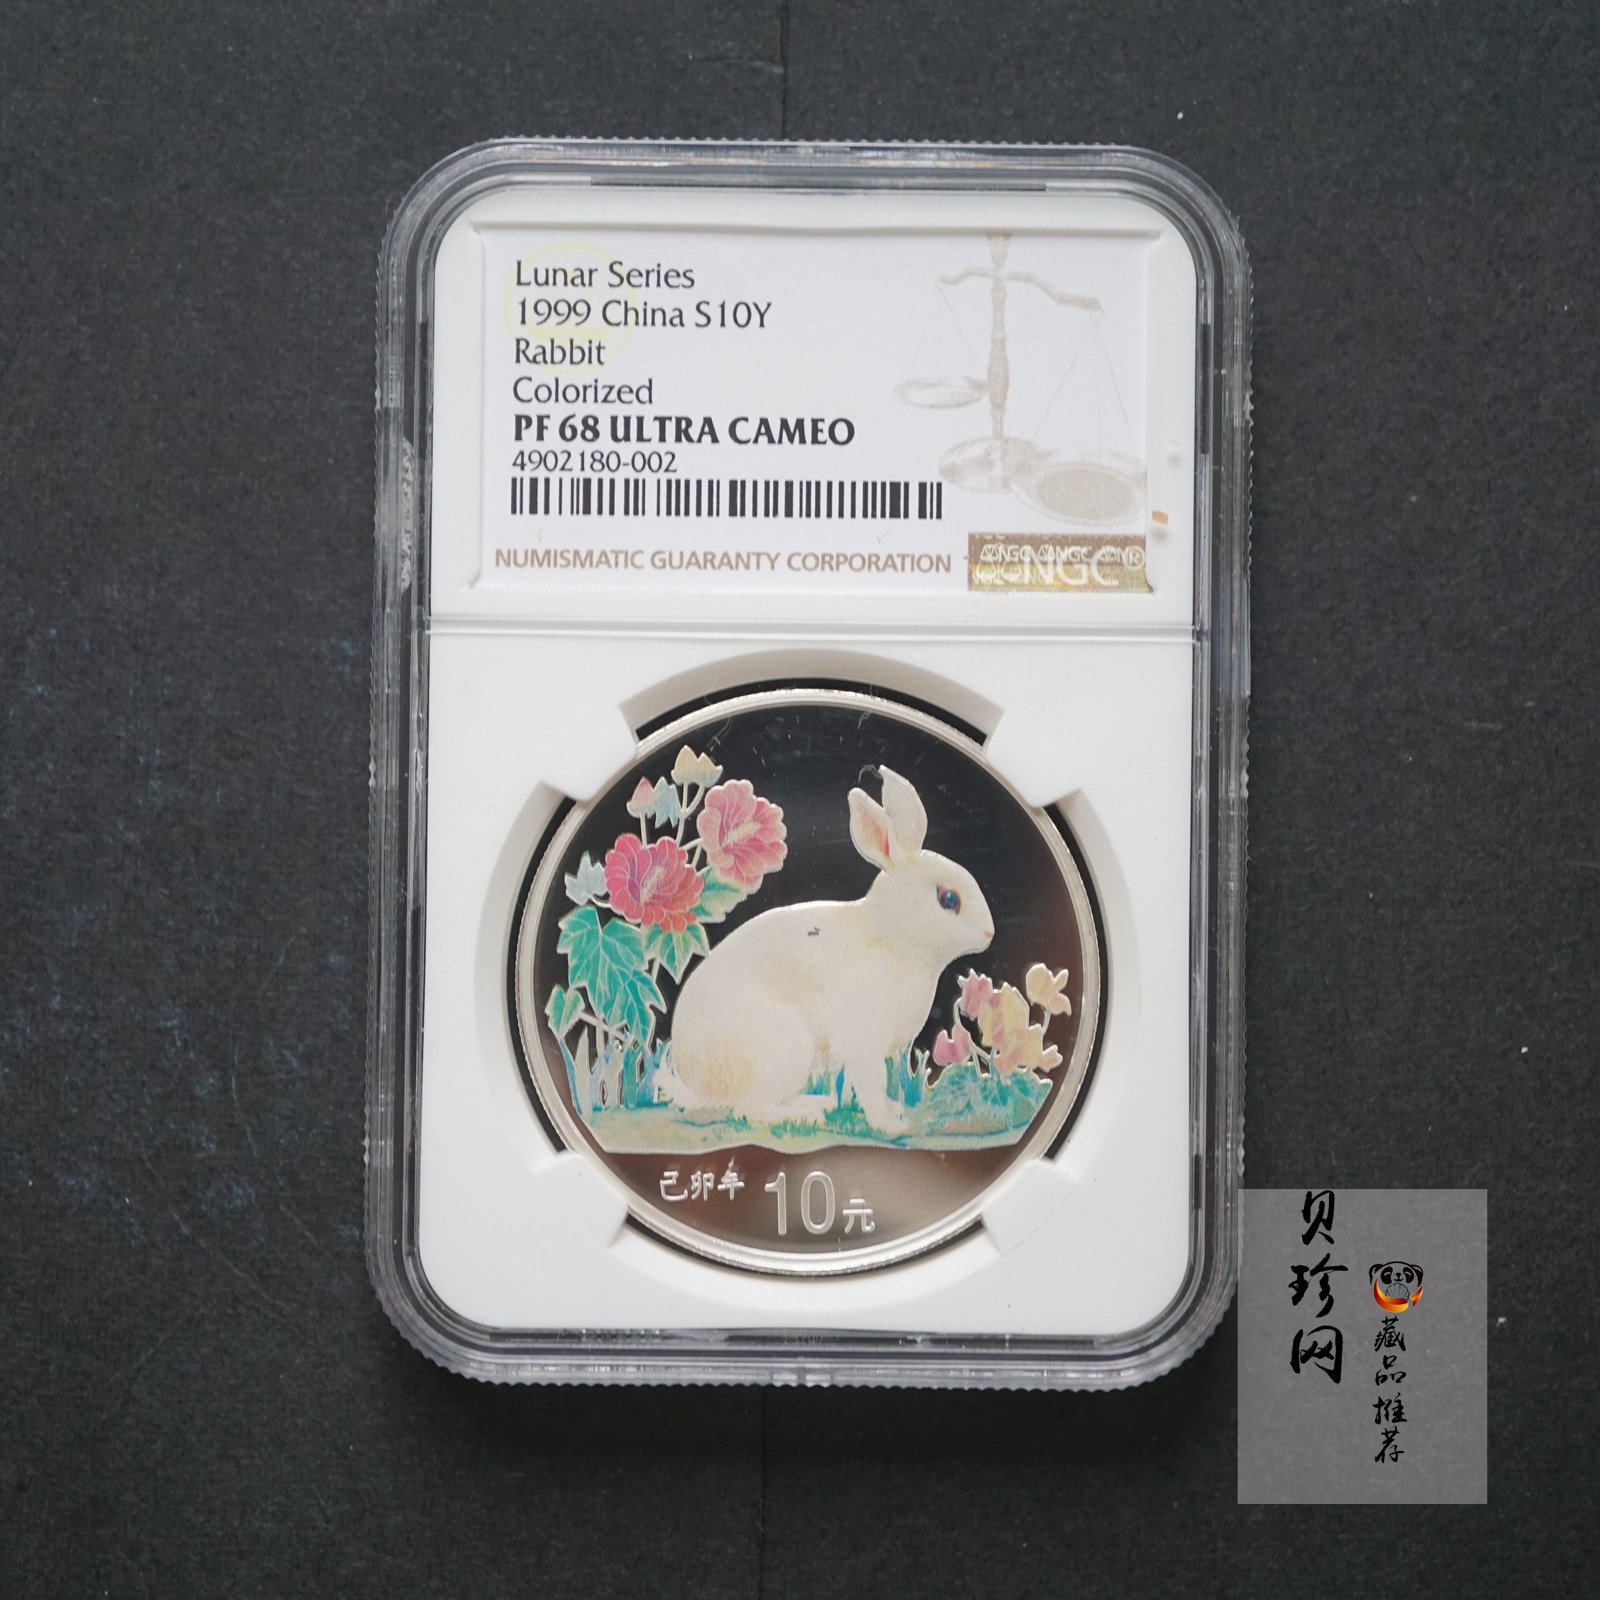 Lunar Series
1999 China S10Y
Rabbit
Colorized
PF 68 ULTRA CAMEO
4902180-002
NUMISMATIC GUARANTY CORPORATION
NGC®
己卯年 10元
贝珍网
藏品推荐